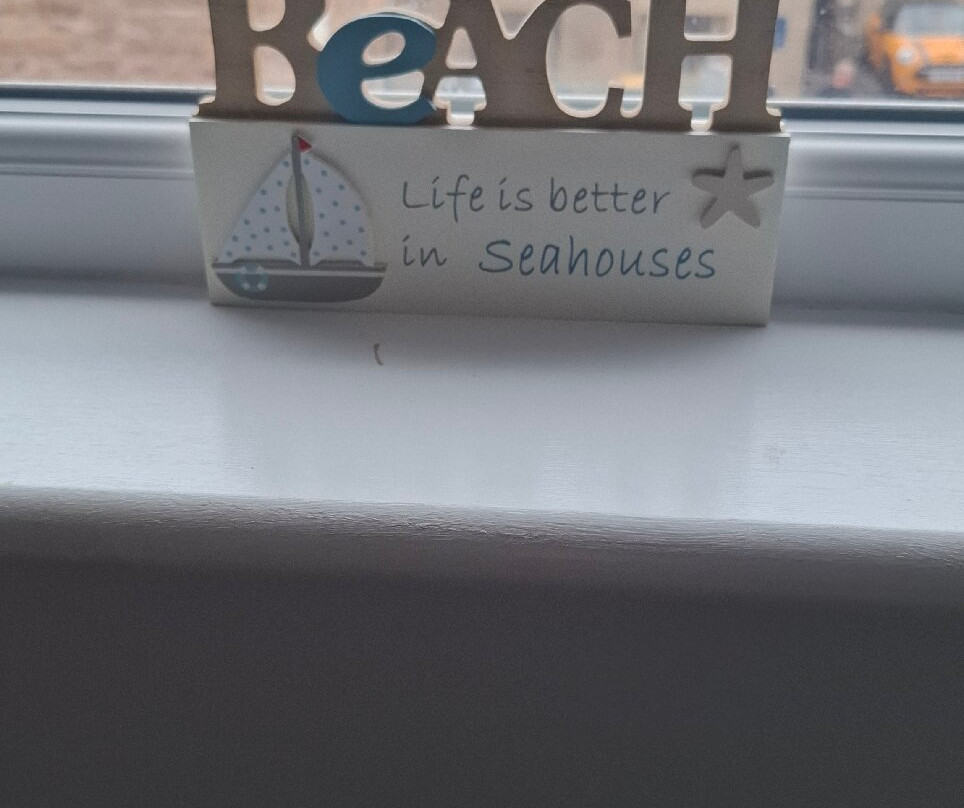 BeACH
Life is better
in Seahouses